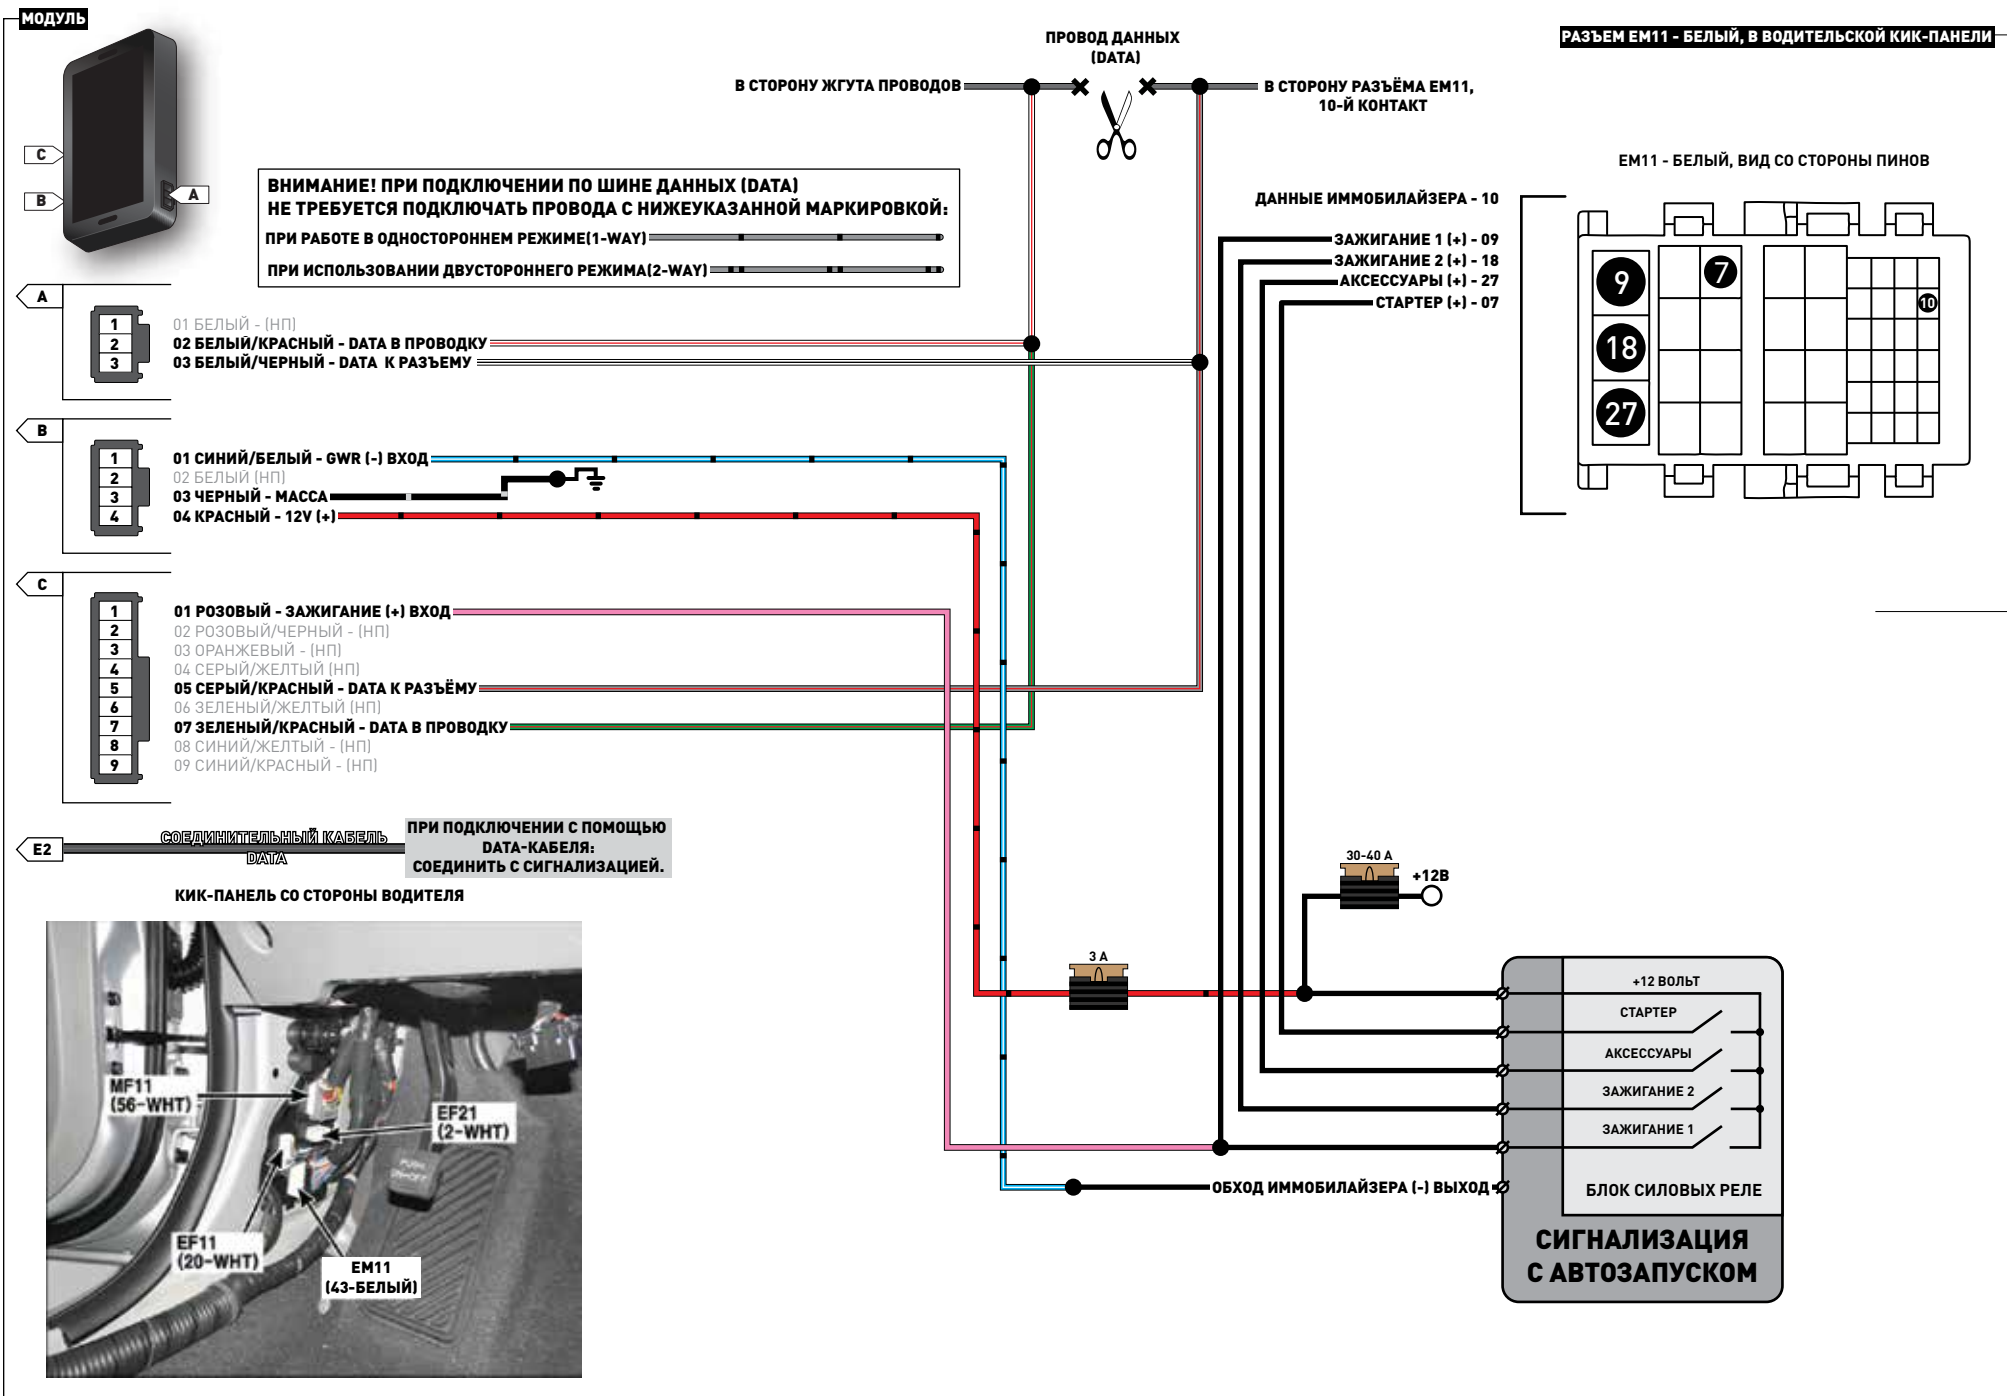 МОДУЛЬ
C
B
A
ПРОВОД ДАННЫХ
(DATA)
В СТОРОНУ ЖГУТА ПРОВОДОВ
В СТОРОНУ РАЗЪЁМА EM11,
10-Й КОНТАКТ
РАЗЪЕМ EM11 - БЕЛЫЙ, В ВОДИТЕЛЬСКОЙ КИК-ПАНЕЛИ
ВНИМАНИЕ! ПРИ ПОДКЛЮЧЕНИИ ПО ШИНЕ ДАННЫХ (DATA)
НЕ ТРЕБУЕТСЯ ПОДКЛЮЧАТЬ ПРОВОДА С НИЖЕУКАЗАННОЙ МАРКИРОВКОЙ:
ПРИ РАБОТЕ В ОДНОСТОРОННЕМ РЕЖИМЕ(1-WAY)
ПРИ ИСПОЛЬЗОВАНИИ ДВУСТОРОННЕГО РЕЖИМА(2-WAY)
EM11 - БЕЛЫЙ, ВИД СО СТОРОНЫ ПИНОВ
ДАННЫЕ ИММОБИЛАЙЗЕРА - 10
ЗАЖИГАНИЕ 1 (+) - 09
ЗАЖИГАНИЕ 2 (+) - 18
АКСЕССУАРЫ (+) - 27
СТАРТЕР (+) - 07
9
7
10
18
27
A
1
01 БЕЛЫЙ - (НП)
2
02 БЕЛЫЙ/КРАСНЫЙ - DATA В ПРОВОДКУ
3
03 БЕЛЫЙ/ЧЕРНЫЙ - DATA К РАЗЪЕМУ
B
1
01 СИНИЙ/БЕЛЫЙ - GWR (-) ВХОД
2
02 БЕЛЫЙ (НП)
3
03 ЧЕРНЫЙ - МАССА
4
04 КРАСНЫЙ - 12V (+)
C
1
01 РОЗОВЫЙ - ЗАЖИГАНИЕ (+) ВХОД
2
02 РОЗОВЫЙ/ЧЕРНЫЙ - (НП)
3
03 ОРАНЖЕВЫЙ - (НП)
4
04 СЕРЫЙ/ЖЕЛТЫЙ (НП)
5
05 СЕРЫЙ/КРАСНЫЙ - DATA К РАЗЪЁМУ
6
06 ЗЕЛЕНЫЙ/ЖЕЛТЫЙ (НП)
7
07 ЗЕЛЕНЫЙ/КРАСНЫЙ - DATA В ПРОВОДКУ
8
08 СИНИЙ/ЖЕЛТЫЙ - (НП)
9
09 СИНИЙ/КРАСНЫЙ - (НП)
E2
СОЕДИНИТЕЛЬНЫЙ КАБЕЛЬ
DATA
ПРИ ПОДКЛЮЧЕНИИ С ПОМОЩЬЮ
DATA-КАБЕЛЯ:
СОЕДИНИТЬ С СИГНАЛИЗАЦИЕЙ.
КИК-ПАНЕЛЬ СО СТОРОНЫ ВОДИТЕЛЯ
MF11
(56-WHT)
EF21
(2-WHT)
EF11
(20-WHT)
EM11
(43-БЕЛЫЙ)
30-40 А
+12В
3 А
+12 ВОЛЬТ
СТАРТЕР
АКСЕССУАРЫ
ЗАЖИГАНИЕ 2
ЗАЖИГАНИЕ 1
ОБХОД ИММОБИЛАЙЗЕРА (-) ВЫХОД
БЛОК СИЛОВЫХ РЕЛЕ
СИГНАЛИЗАЦИЯ
С АВТОЗАПУСКОМ